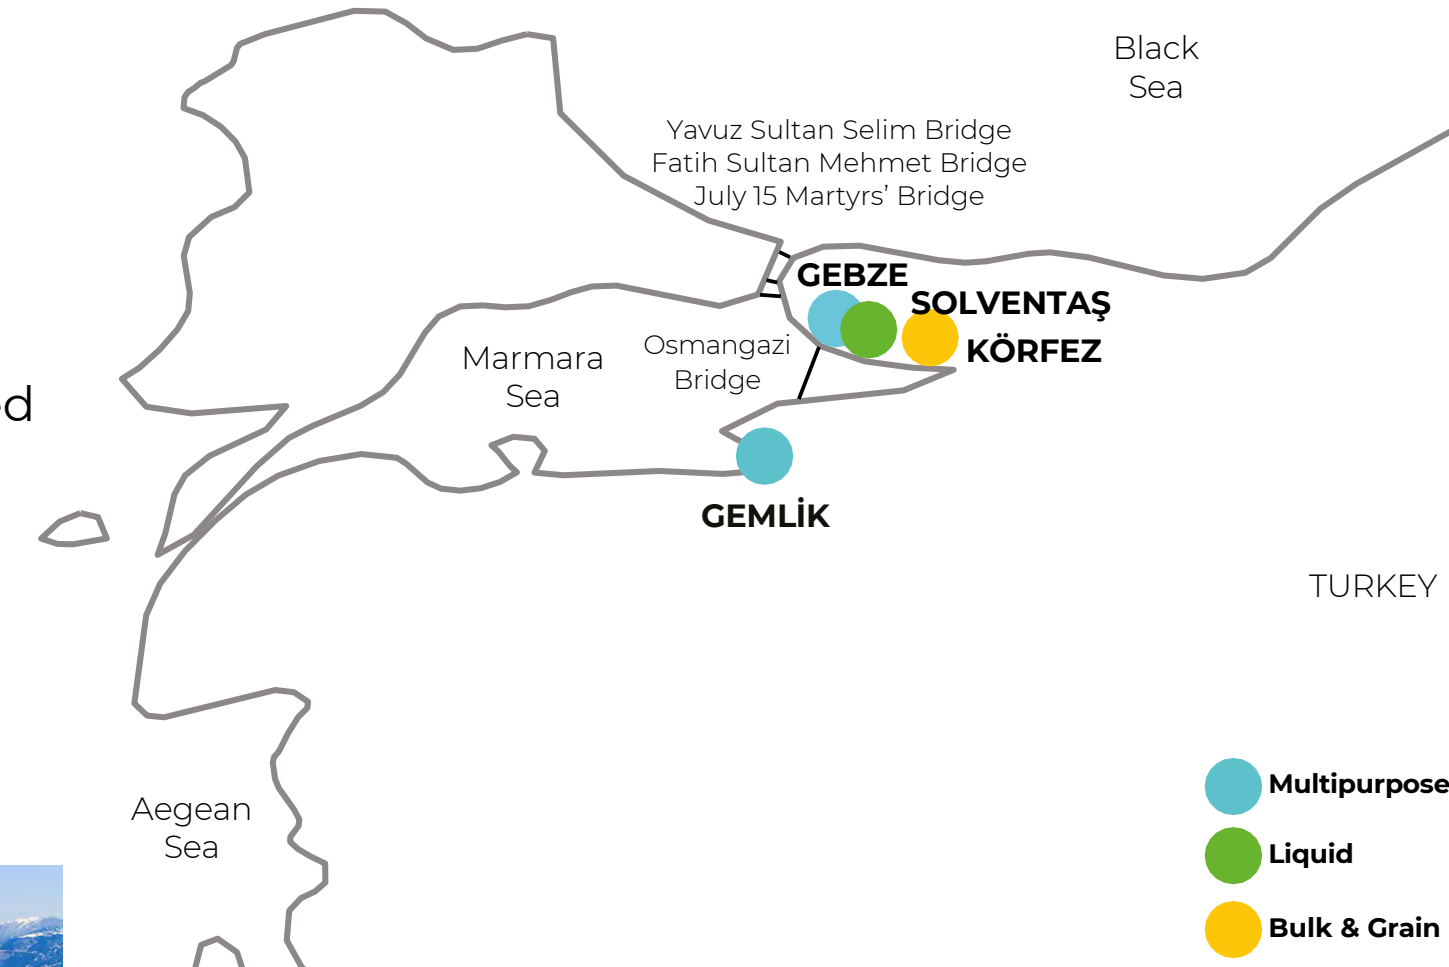 Black
Sea
Yavuz Sultan Selim Bridge
Fatih Sultan Mehmet Bridge
July 15 Martyrs’ Bridge
GEBZE
SOLVENTAŞ
KÖRFEZ
Osmangazi
Bridge
Marmara
Sea
GEMLİK
TURKEY
Aegean
Sea
Multipurpose
Liquid
Bulk & Grain